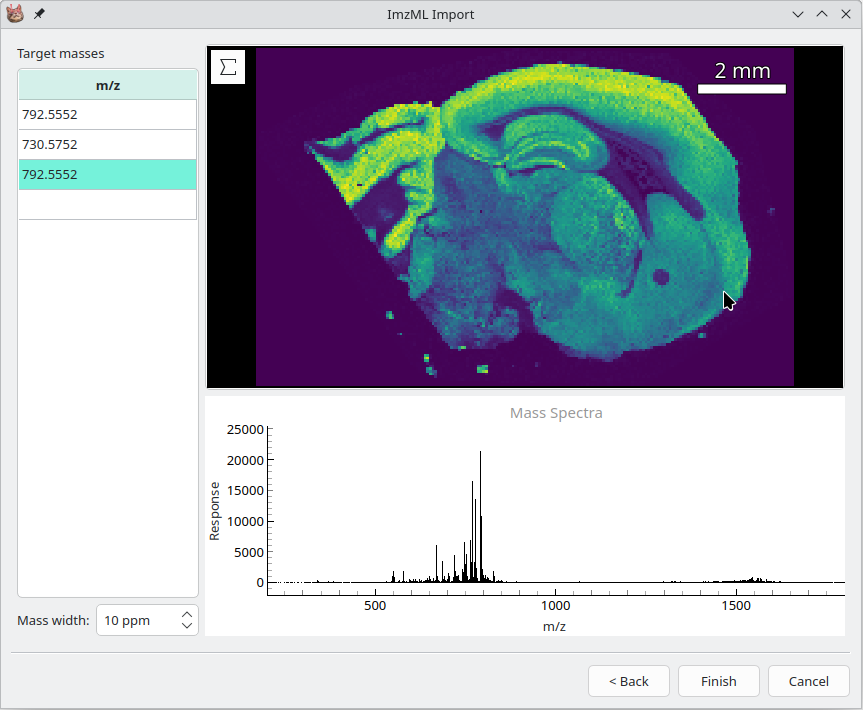 ImzML Import
Target masses
m/z
792.5552
730.5752
792.5552
Mass width:
10 ppm
Σ
2 mm
Mass Spectra
Response
25000
20000
15000
10000
5000
0
500
1000
1500
m/z
< Back
Finish
Cancel